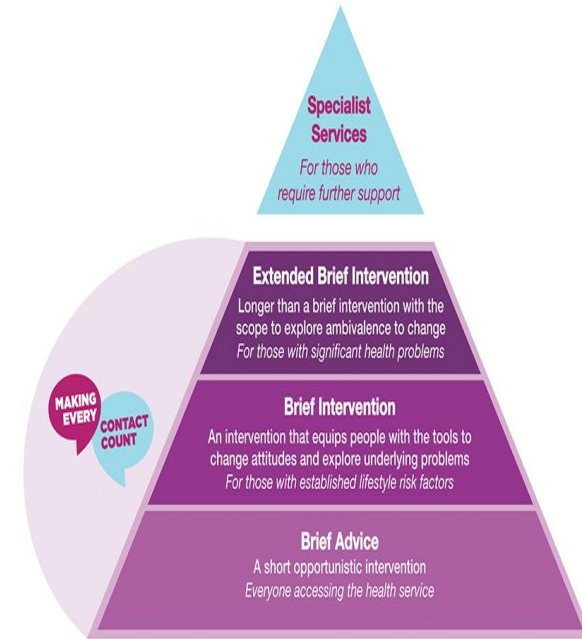 Specialist
Services
For those who
require further support
Extended Brief Intervention
Longer than a brief intervention with the
scope to explore ambivalence to change
For those with significant health problems
MAKING
EVERY
CONTACT
COUNT
Brief Intervention
An intervention that equips people with the tools to
change attitudes and explore underlying problems
For those with established lifestyle risk factors
Brief Advice
A short opportunistic intervention
Everyone accessing the health service